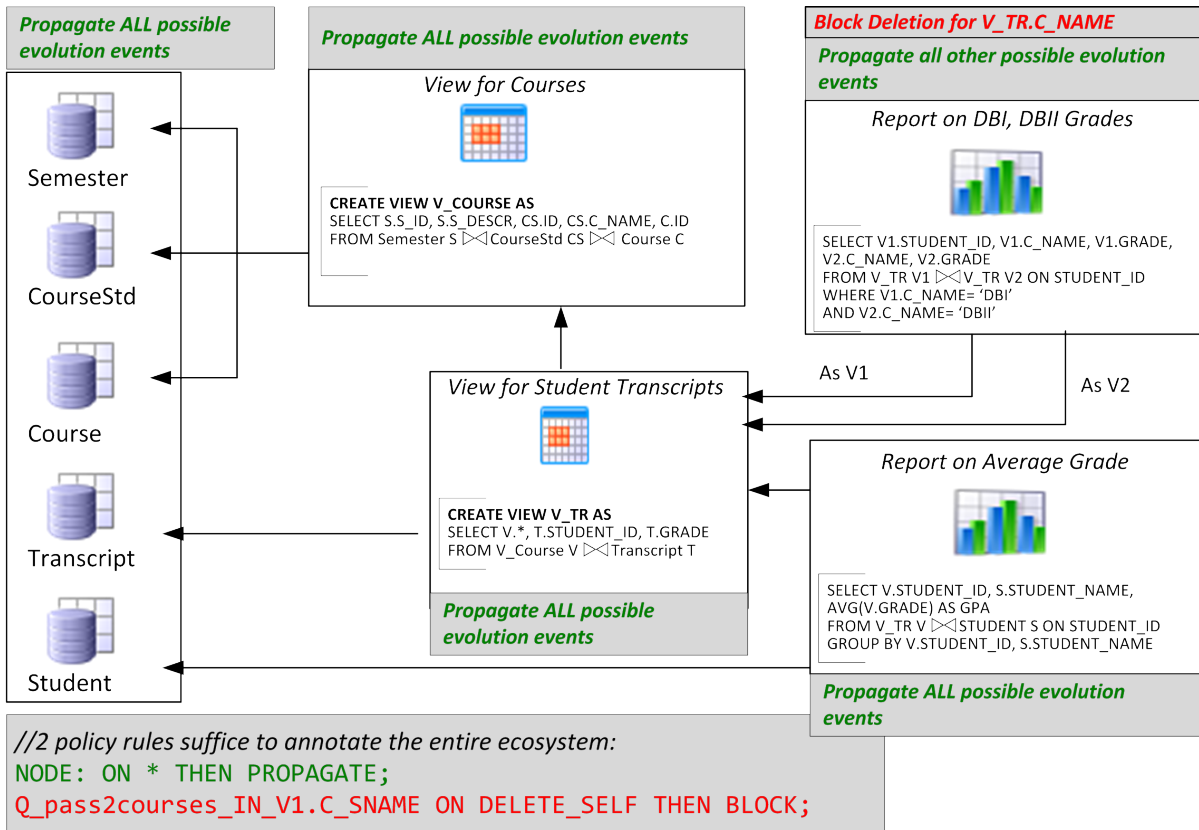 Propagate ALL possible
evolution events
Semester
CourseStd
Course
Transcript
Student
Propagate ALL possible evolution events
View for Courses
CREATE VIEW V_COURSE AS
SELECT S.S_ID, S.S_DESCR, CS.ID, CS.C_NAME, C.ID
FROM Semester S ⋈ CourseStd CS ⋈ Course C
View for Student Transcripts
CREATE VIEW V_TR AS
SELECT V.*, T.STUDENT_ID, T.GRADE
FROM V_Course V ⋈ Transcript T
Propagate ALL possible
evolution events
Block Deletion for V_TR.C_NAME
Propagate all other possible evolution
events
Report on DBI, DBII Grades
SELECT V1.STUDENT_ID, V1.C_NAME, V1.GRADE,
V2.C_NAME, V2.GRADE
FROM V_TR V1 ⋈ V_TR V2 ON STUDENT_ID
WHERE V1.C_NAME= ‘DBI’
AND V2.C_NAME= ‘DBII’
As V1
As V2
Report on Average Grade
SELECT V.STUDENT_ID, S.STUDENT_NAME,
AVG(V.GRADE) AS GPA
FROM V_TR V ⋈ STUDENT S ON STUDENT_ID
GROUP BY V.STUDENT_ID, S.STUDENT_NAME
Propagate ALL possible evolution
events
//2 policy rules suffice to annotate the entire ecosystem:
NODE: ON * THEN PROPAGATE;
Q_pass2courses_IN_V1.C_SNAME ON DELETE_SELF THEN BLOCK;